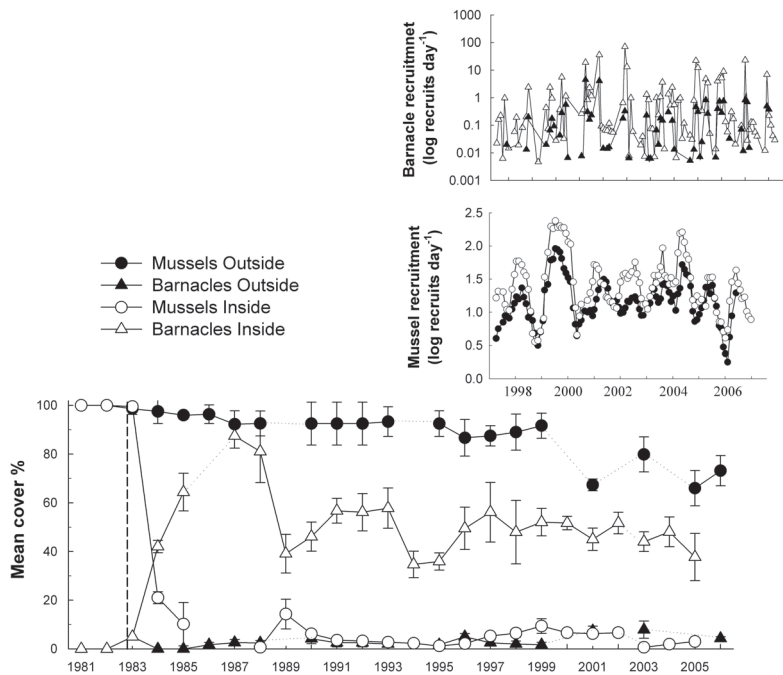 Barnacle recruitmnet
(log recruits day-1)
1000
100
10
1
0.1
0.01
0.001
Mussel recruitment
(log recruits day-1)
2.5
2.0
1.5
1.0
0.5
0.0
1998 2000 2002 2004 2006
Mussels Outside
Barnacles Outside
Mussels Inside
Barnacles Inside
Mean cover %
100
80
60
40
20
0
1981 1983 1985 1987 1989 1991 1993 1995 1997 1999 2001 2003 2005